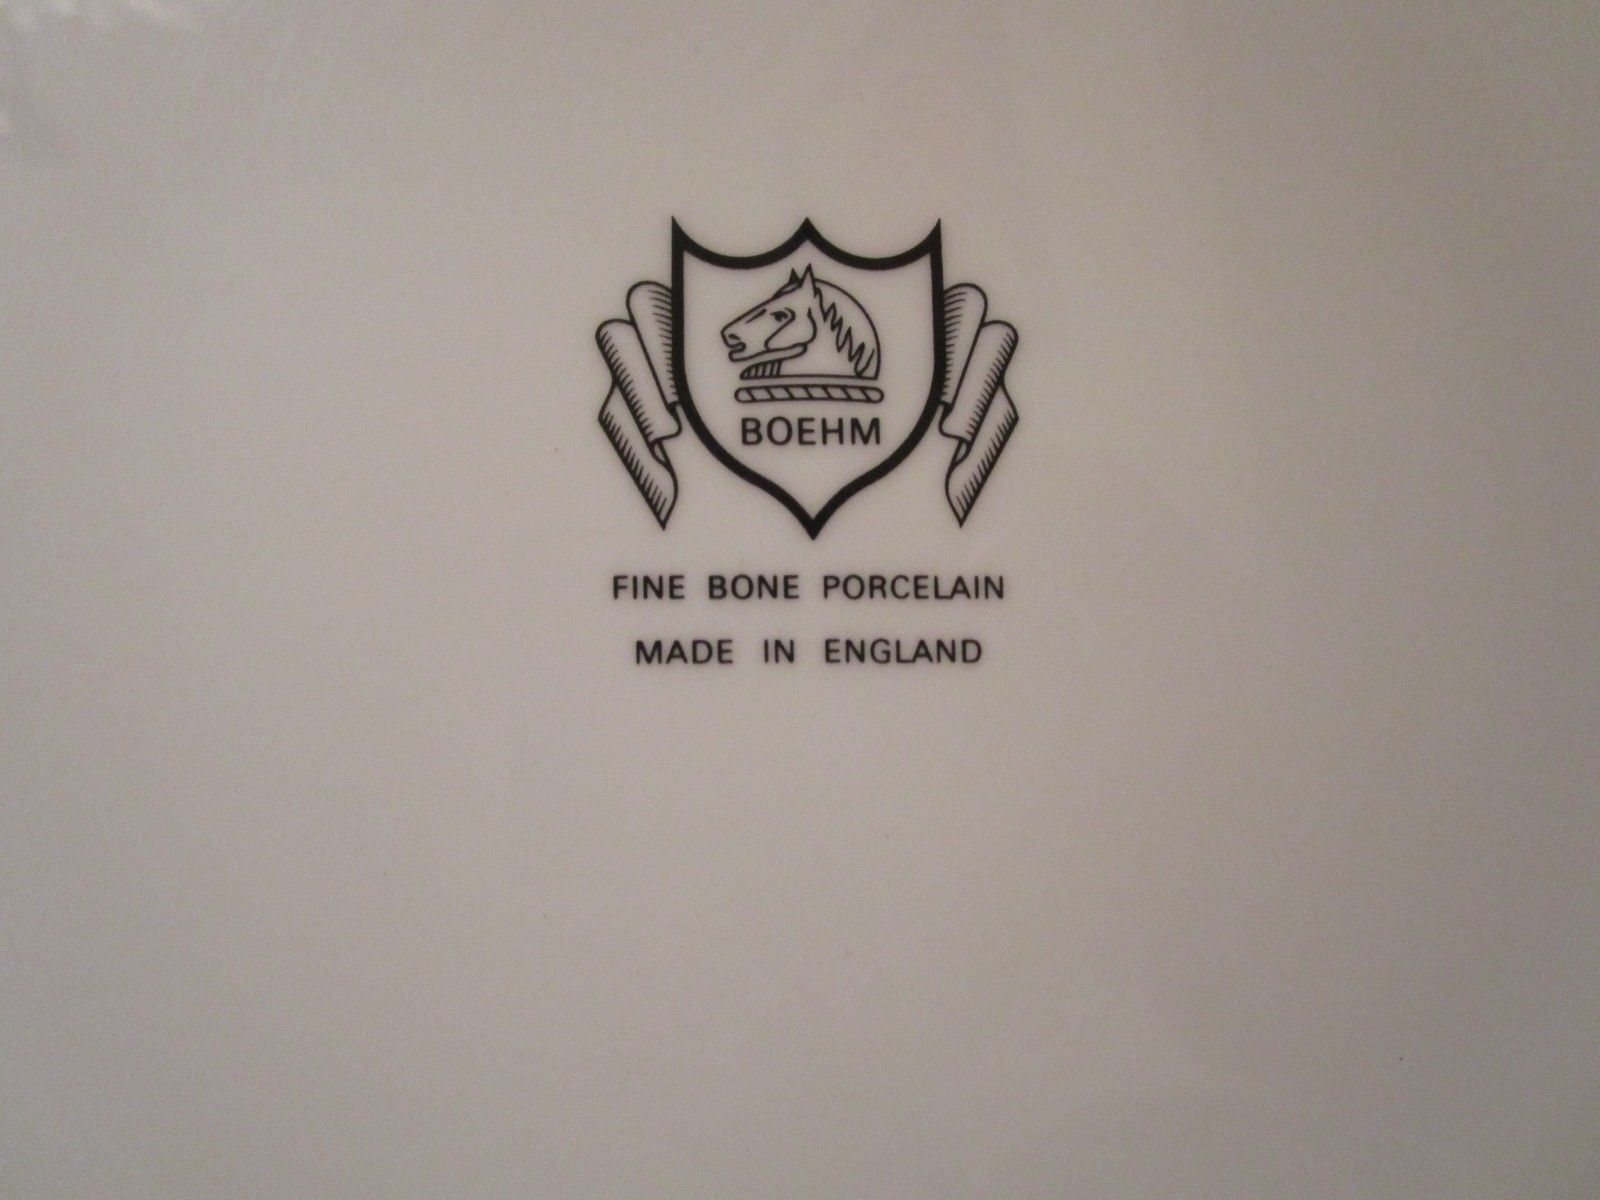 BOEHM
FINE BONE PORCELAIN
MADE IN ENGLAND